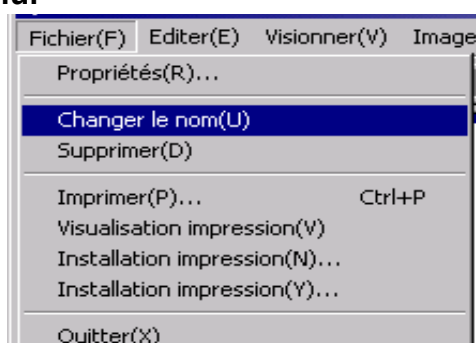 Fichier(F) Editer(E) Visionner(V) Image
Propriétés(R)...
Changer le nom(U)
Supprimer(D)
Imprimer(P)... Ctrl+P
Visualisation impression(V)
Installation impression(N)...
Installation impression(Y)...
Quitter(X)